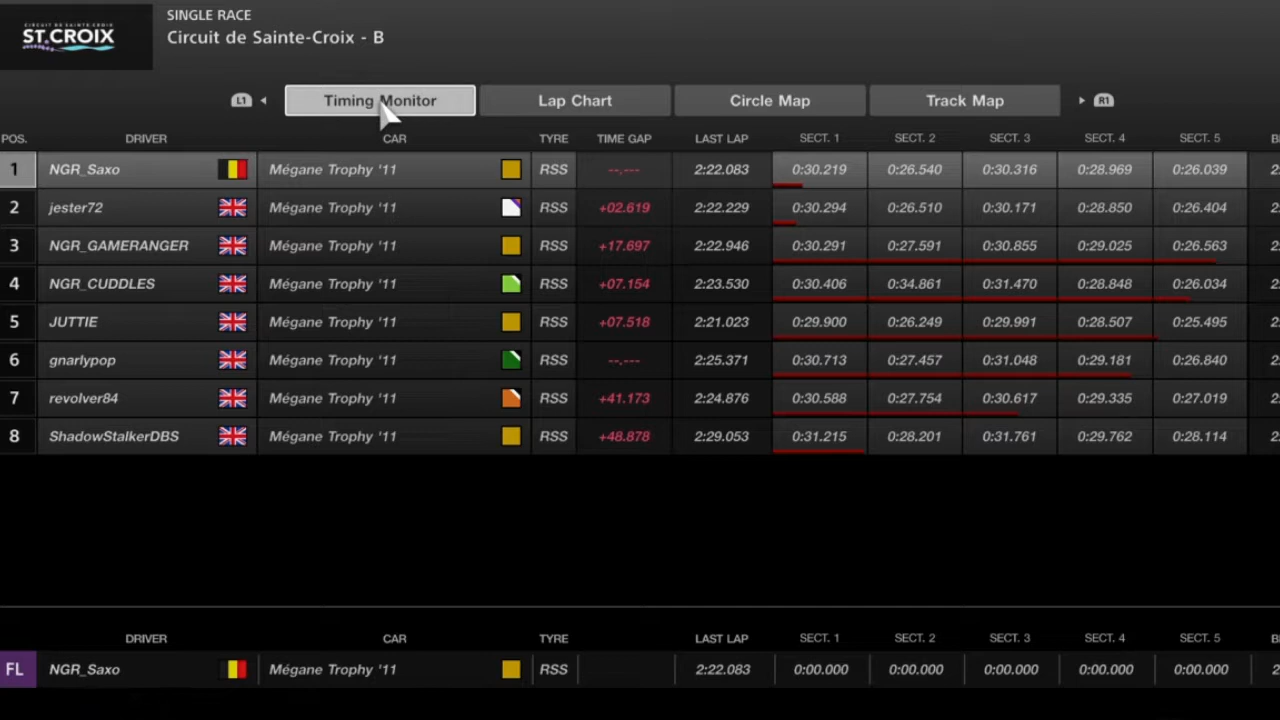 CIRCUIT DE SAINTE-CROIX
ST.CROIX
SINGLE RACE
Circuit de Sainte-Croix - B
L1 Timing Monitor Lap Chart Circle Map Track Map R1
POS. DRIVER CAR TYRE TIME GAP LAST LAP SECT. 1 SECT. 2 SECT. 3 SECT. 4 SECT. 5
1 NGR_Saxo Mégane Trophy '11 RSS --.--- 2:22.083 0:30.219 0:26.540 0:30.316 0:28.969 0:26.039 2:
2 jester72 Mégane Trophy '11 RSS +02.619 2:22.229 0:30.294 0:26.510 0:30.171 0:28.850 0:26.404 2:
3 NGR_GAMERANGER Mégane Trophy '11 RSS +17.697 2:22.946 0:30.291 0:27.591 0:30.855 0:29.025 0:26.563 2:
4 NGR_CUDDLES Mégane Trophy '11 RSS +07.154 2:23.530 0:30.406 0:34.861 0:31.470 0:28.848 0:26.034 2:
5 JUTTIE Mégane Trophy '11 RSS +07.518 2:21.023 0:29.900 0:26.249 0:29.991 0:28.507 0:25.495 2:
6 gnarlypop Mégane Trophy '11 RSS --.--- 2:25.371 0:30.713 0:27.457 0:31.048 0:29.181 0:26.840 2:
7 revolver84 Mégane Trophy '11 RSS +41.173 2:24.876 0:30.588 0:27.754 0:30.617 0:29.335 0:27.019 2:
8 ShadowStalkerDBS Mégane Trophy '11 RSS +48.878 2:29.053 0:31.215 0:28.201 0:31.761 0:29.762 0:28.114 2:
DRIVER CAR TYRE LAST LAP SECT. 1 SECT. 2 SECT. 3 SECT. 4 SECT. 5
FL NGR_Saxo Mégane Trophy '11 RSS 2:22.083 0:00.000 0:00.000 0:00.000 0:00.000 0:00.000 2: